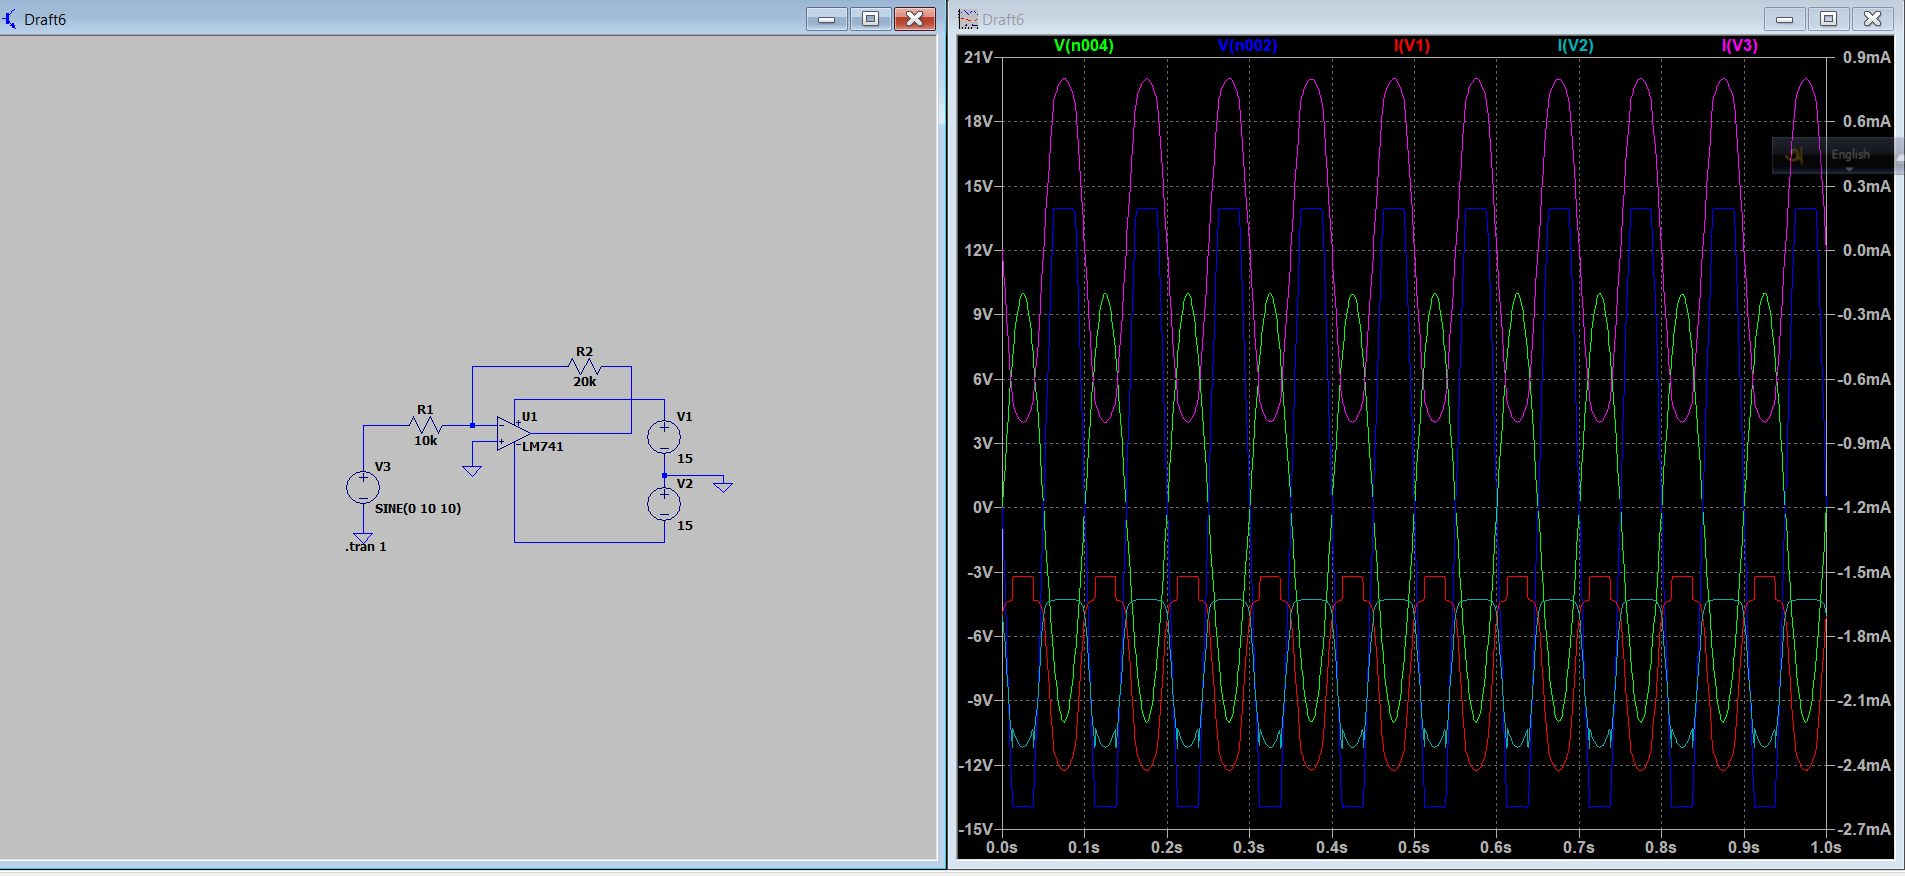 Draft6
R2
20k
R1
10k
U1
LM741
V1
15
V2
15
V3
SINE(0 10 10)
.tran 1
Draft6
V(n004) V(n002) I(V1) I(V2) I(V3)
21V
18V
15V
12V
9V
6V
3V
0V
-3V
-6V
-9V
-12V
-15V
0.9mA
0.6mA
0.3mA
0.0mA
-0.3mA
-0.6mA
-0.9mA
-1.2mA
-1.5mA
-1.8mA
-2.1mA
-2.4mA
-2.7mA
0.0s 0.1s 0.2s 0.3s 0.4s 0.5s 0.6s 0.7s 0.8s 0.9s 1.0s
English